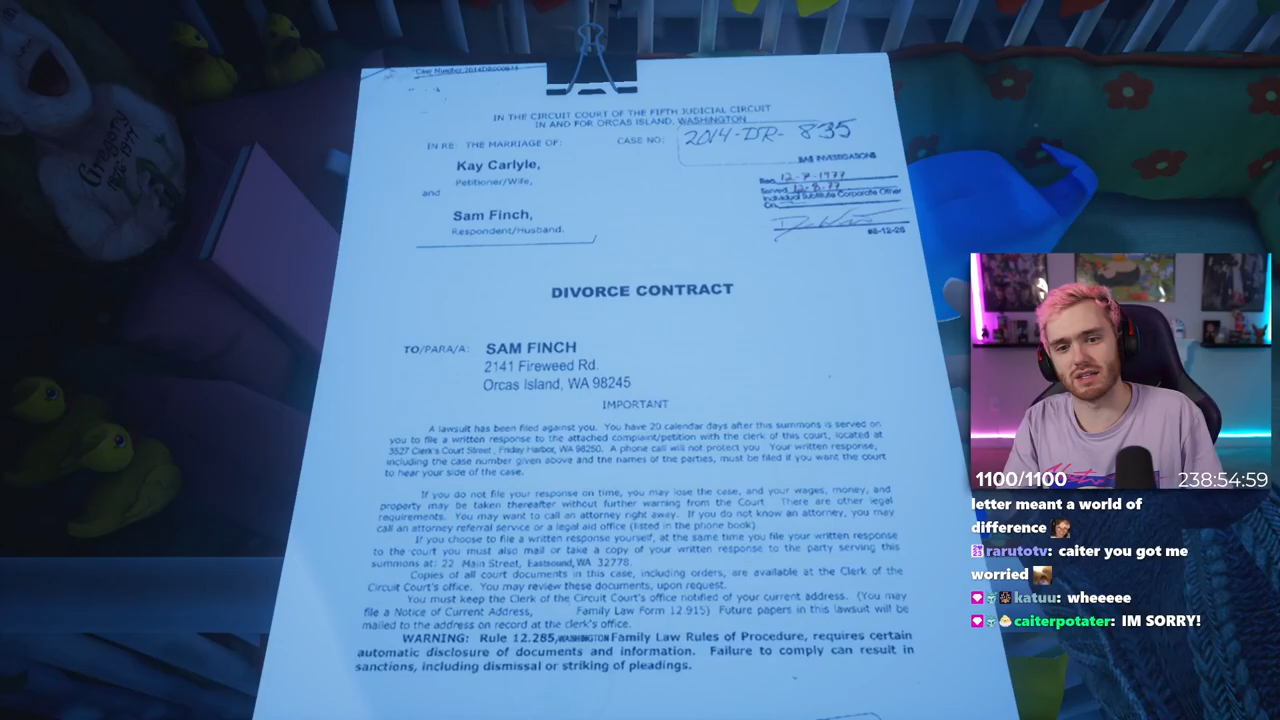 Case Number 2014DR000814
IN THE CIRCUIT COURT OF THE FIFTH JUDICIAL CIRCUIT
IN AND FOR ORCAS ISLAND, WASHINGTON
IN RE: THE MARRIAGE OF:
CASE NO:
2014-DR- 835
Kay Carlyle,
Petitioner/Wife,
and
Sam Finch,
Respondent/Husband.
INVESTIGATIONS
Served
Individual Substitute Corporate Other
On
DIVORCE CONTRACT
TO/PARA/A: SAM FINCH
2141 Fireweed Rd.
Orcas Island, WA 98245
IMPORTANT
A lawsuit has been filed against you. You have 20 calendar days after this summons is served on
you to file a written response to the attached complaint/petition with the clerk of this court, located at
3527 Clerk's Court Street, Friday Harbor, WA 98250. A phone call will not protect you. Your written response,
including the case number given above and the names of the parties, must be filed if you want the court
to hear your side of the case.
If you do not file your response on time, you may lose the case, and your wages, money, and
property may be taken thereafter without further warning from the Court. There are other legal
requirements. You may want to call an attorney right away. If you do not know an attorney, you may
call an attorney referral service or a legal aid office (listed in the phone book).
If you choose to file a written response yourself, at the same time you file your written response
to the court you must also mail or take a copy of your written response to the party serving this
summons at: 22 Main Street, Eastsound, WA 32778.
Copies of all court documents in this case, including orders, are available at the Clerk of the
Circuit Court's office. You may review these documents, upon request.
You must keep the Clerk of the Circuit Court's office notified of your current address. (You may
file a Notice of Current Address, Family Law Form 12.915) Future papers in this lawsuit will be
mailed to the address on record at the clerk's office.
WARNING: Rule 12.285, WASHINGTON Family Law Rules of Procedure, requires certain
automatic disclosure of documents and information. Failure to comply can result in
sanctions, including dismissal or striking of pleadings.
Gregory
1976 1977
1100/1100
238:54:59
letter meant a world of
difference
rarutotv: caiter you got me
worried
katuu: wheeeee
caiterpotater: IM SORRY!